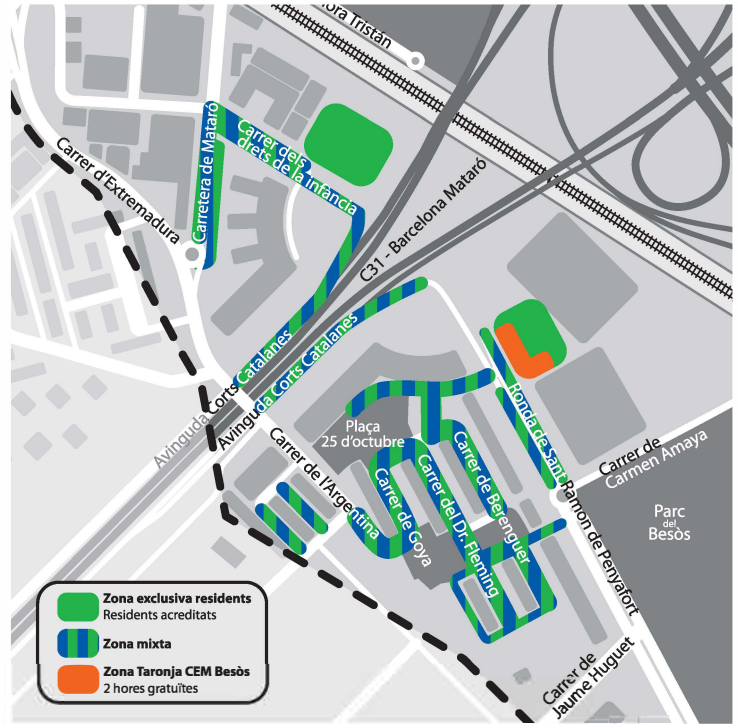 ora Tristán
Carrer d'Extremadura
Carretera de Mataró
Carrer dels
drets de la infància
C31 - Barcelona Mataró
Avinguda Corts Catalanes
Avinguda Corts Catalanes
Plaça
25 d'octubre
Carrer de l'Argentina
Carrer de Goya
Carrer del Dr. Fleming
Carrer de Berenguer
Ronda de Sant Ramon de Penyafort
Carrer de
Carmen Amaya
Parc
del
Besòs
Carrer de
Jaume Huguet
Zona exclusiva residents
Residents acreditats
Zona mixta
Zona Taronja CEM Besòs
2 hores gratuïtes